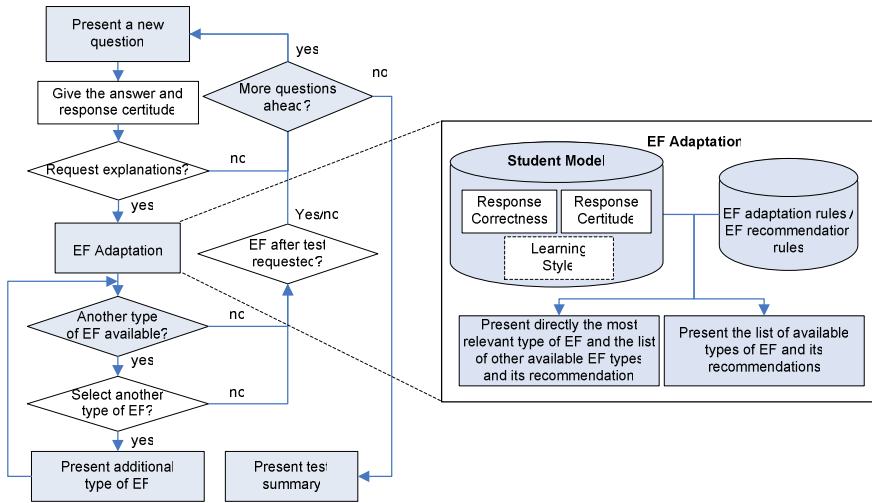 Present a new
question
Give the answer and
response certitude
Request explanations?
no
yes
EF Adaptation
Another type
of EF available?
no
yes
Select another
type of EF?
no
yes
Present additional
type of EF
yes
no
More questions
ahead?
Yes/no
EF after test
requested?
Present test
summary
EF Adaptation
Student Model
Response
Correctness
Response
Certitude
Learning
Style
EF adaptation rules /
EF recommendation
rules
Present directly the most
relevant type of EF and the list
of other available EF types
and its recommendation
Present the list of available
types of EF and its
recommendations